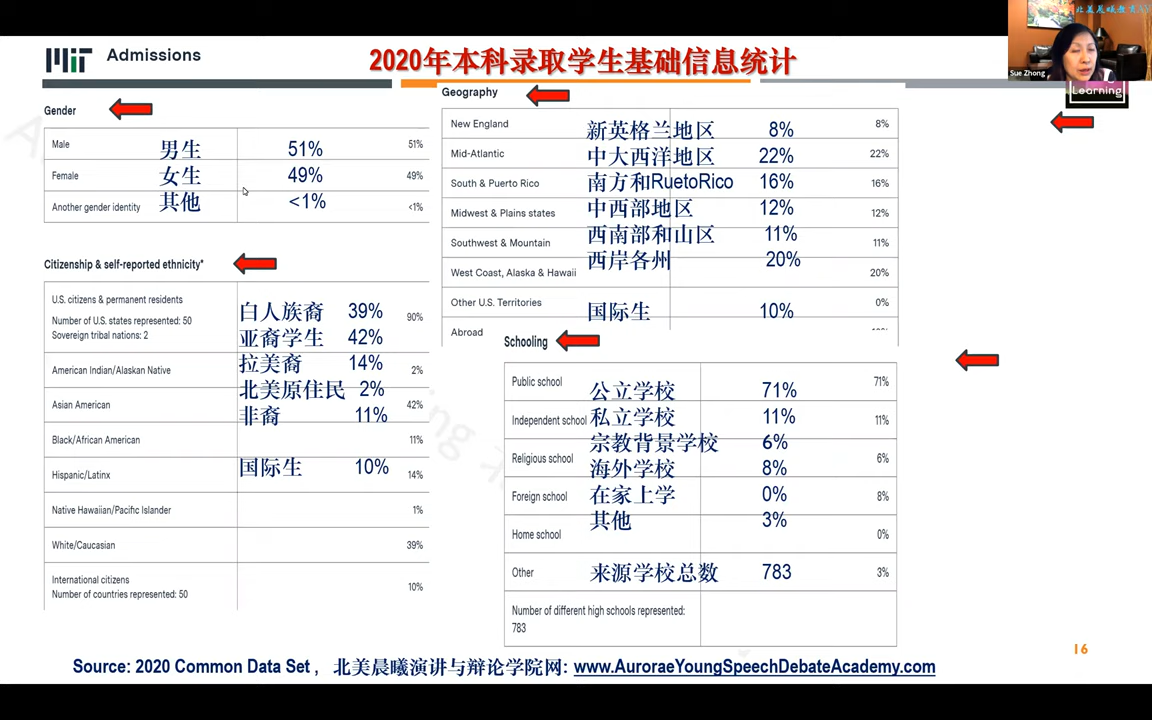 北美晨曦教育
Sue Zhong
Learning
MIT Admissions
2020年本科录取学生基础信息统计
Gender
Male 男生 51% 51%
Female 女生 49% 49%
Another gender identity 其他 <1% <1%
Citizenship & self-reported ethnicity*
U.S. citizens & permanent residents
Number of U.S. states represented: 50
Sovereign tribal nations: 2
90%
白人族裔 39%
亚裔学生 42%
拉美裔 14%
北美原住民 2%
非裔 11%
国际生 10%
American Indian/Alaskan Native 2%
Asian American 42%
Black/African American 11%
Hispanic/Latinx 14%
Native Hawaiian/Pacific Islander 1%
White/Caucasian 39%
International citizens
Number of countries represented: 50
10%
Geography
New England 新英格兰地区 8% 8%
Mid-Atlantic 中大西洋地区 22% 22%
South & Puerto Rico 南方和RuetoRico 16% 16%
Midwest & Plains states 中西部地区 12% 12%
Southwest & Mountain 西南部和山区 11% 11%
West Coast, Alaska & Hawaii 西岸各州 20% 20%
Other U.S. Territories 0%
国际生 10%
Abroad
Schooling
Public school 公立学校 71% 71%
Independent school 私立学校 11% 11%
Religious school 宗教背景学校 6% 6%
海外学校 8%
Foreign school 在家上学 0% 8%
其他 3%
Home school 0%
Other 来源学校总数 783 3%
Number of different high schools represented:
783
16
Source: 2020 Common Data Set , 北美晨曦演讲与辩论学院网: www.AuroraeYoungSpeechDebateAcademy.com